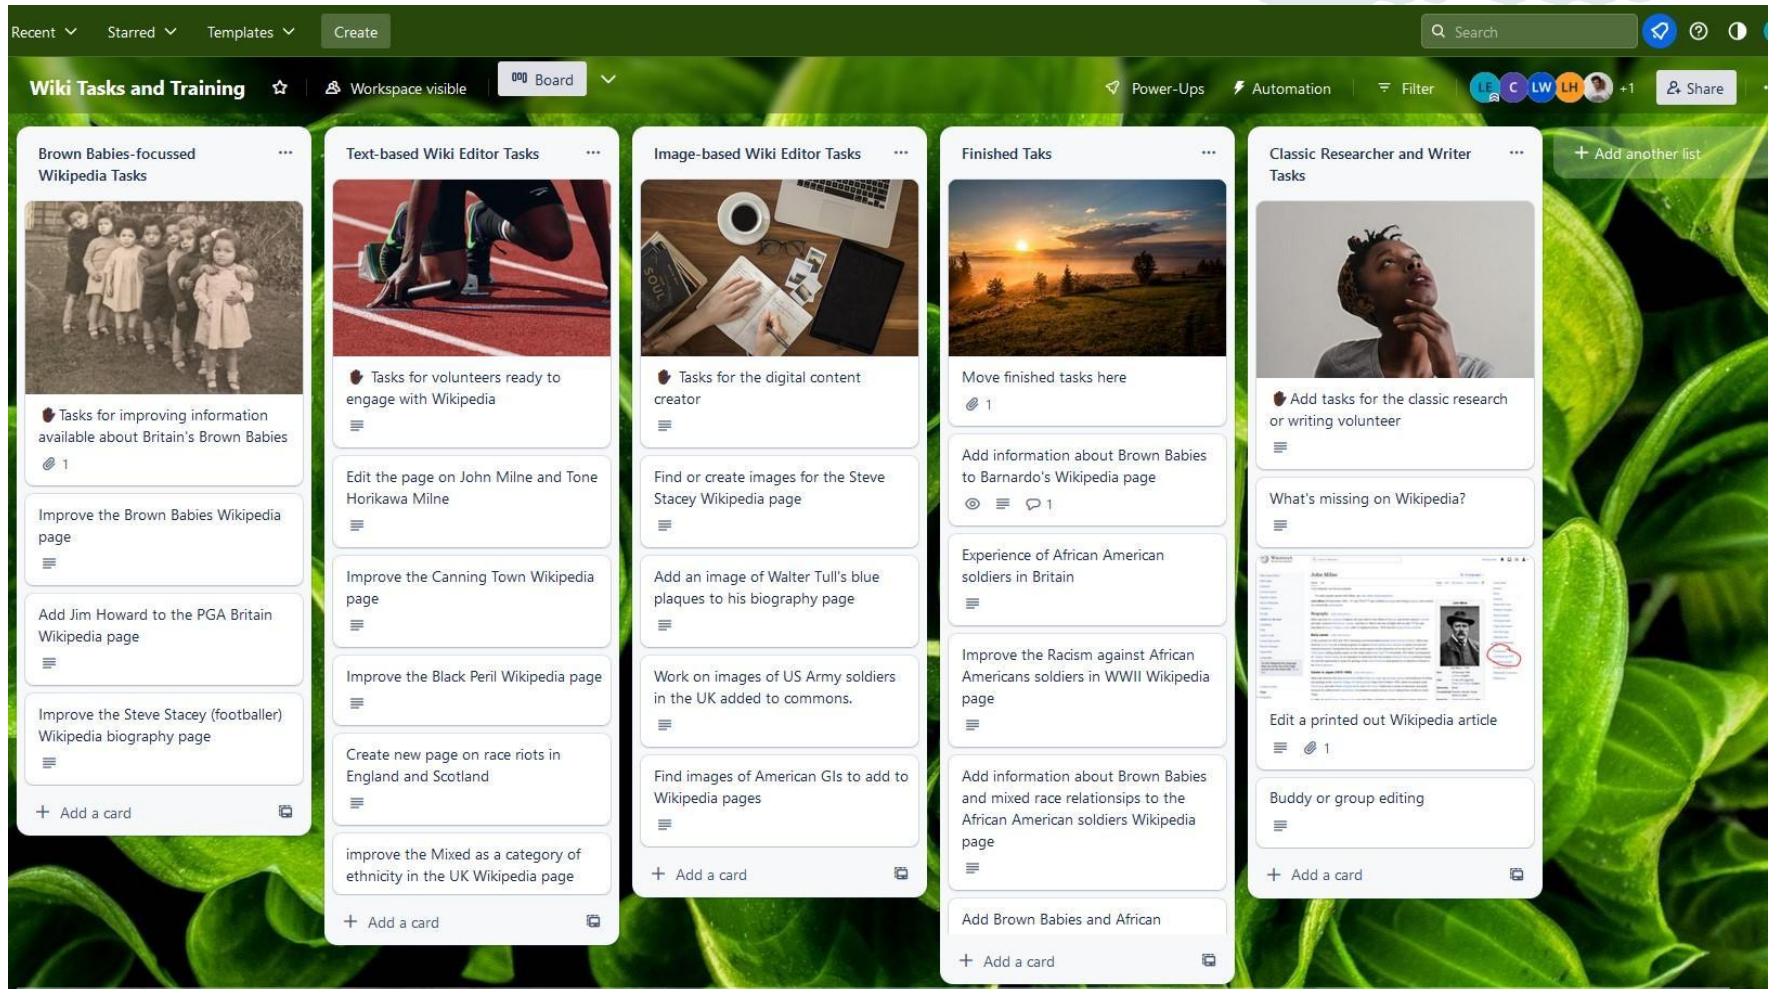 Recent
Starred
Templates
Create
Search
Wiki Tasks and Training
Workspace visible
Board
Power-Ups
Automation
Filter
LE
C
LW
LH
+1
Share
Brown Babies-focussed
Wikipedia Tasks
Tasks for improving information
available about Britain's Brown Babies
1
Improve the Brown Babies Wikipedia
page
Add Jim Howard to the PGA Britain
Wikipedia page
Improve the Steve Stacey (footballer)
Wikipedia biography page
+ Add a card
Text-based Wiki Editor Tasks
Tasks for volunteers ready to
engage with Wikipedia
Edit the page on John Milne and Tone
Horikawa Milne
Improve the Canning Town Wikipedia
page
Improve the Black Peril Wikipedia page
Create new page on race riots in
England and Scotland
improve the Mixed as a category of
ethnicity in the UK Wikipedia page
+ Add a card
Image-based Wiki Editor Tasks
SOUL
Tasks for the digital content
creator
Find or create images for the Steve
Stacey Wikipedia page
Add an image of Walter Tull's blue
plaques to his biography page
Work on images of US Army soldiers
in the UK added to commons.
Find images of American GIs to add to
Wikipedia pages
+ Add a card
Finished Taks
Move finished tasks here
1
Add information about Brown Babies
to Barnardo's Wikipedia page
1
Experience of African American
soldiers in Britain
Improve the Racism against African
Americans soldiers in WWII Wikipedia
page
Add information about Brown Babies
and mixed race relationsips to the
African American soldiers Wikipedia
page
Add Brown Babies and African
+ Add a card
Classic Researcher and Writer
Tasks
Add tasks for the classic research
or writing volunteer
What's missing on Wikipedia?
John Milne
Edit a printed out Wikipedia article
1
Buddy or group editing
+ Add a card
+ Add another list